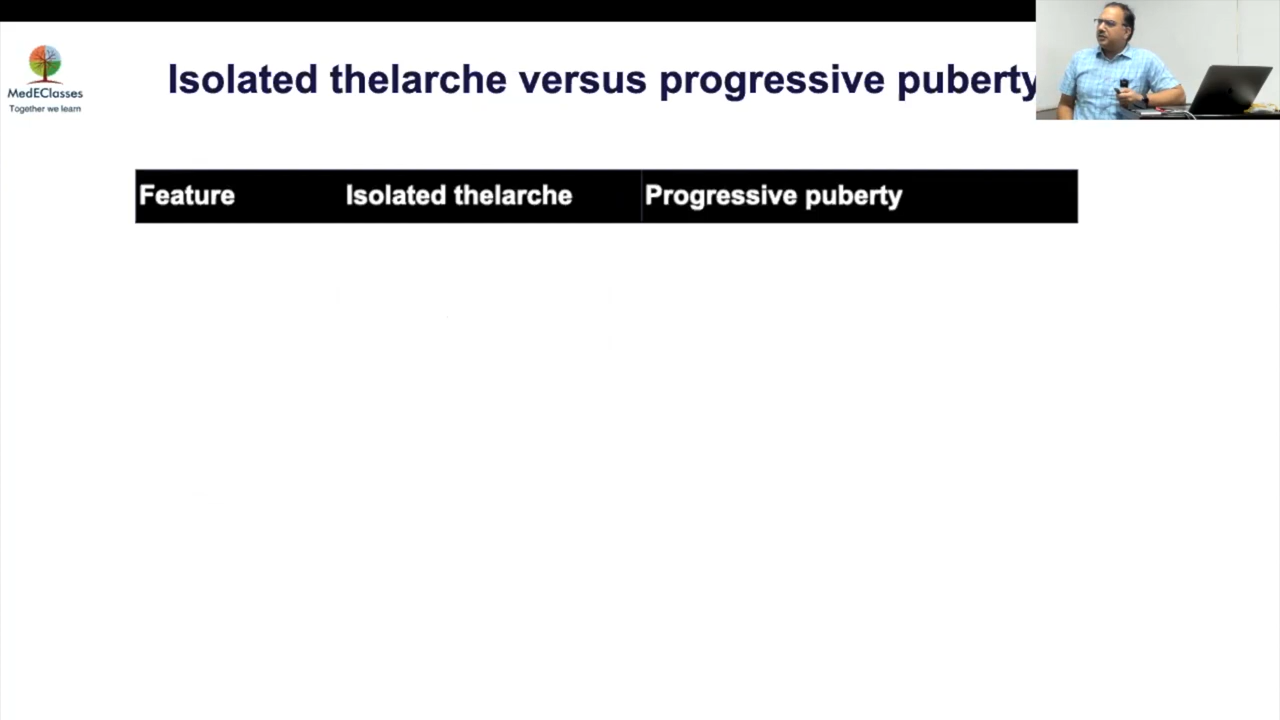 MedEClasses
Together we learn
Isolated thelarche versus progressive puberty
Feature Isolated thelarche Progressive puberty